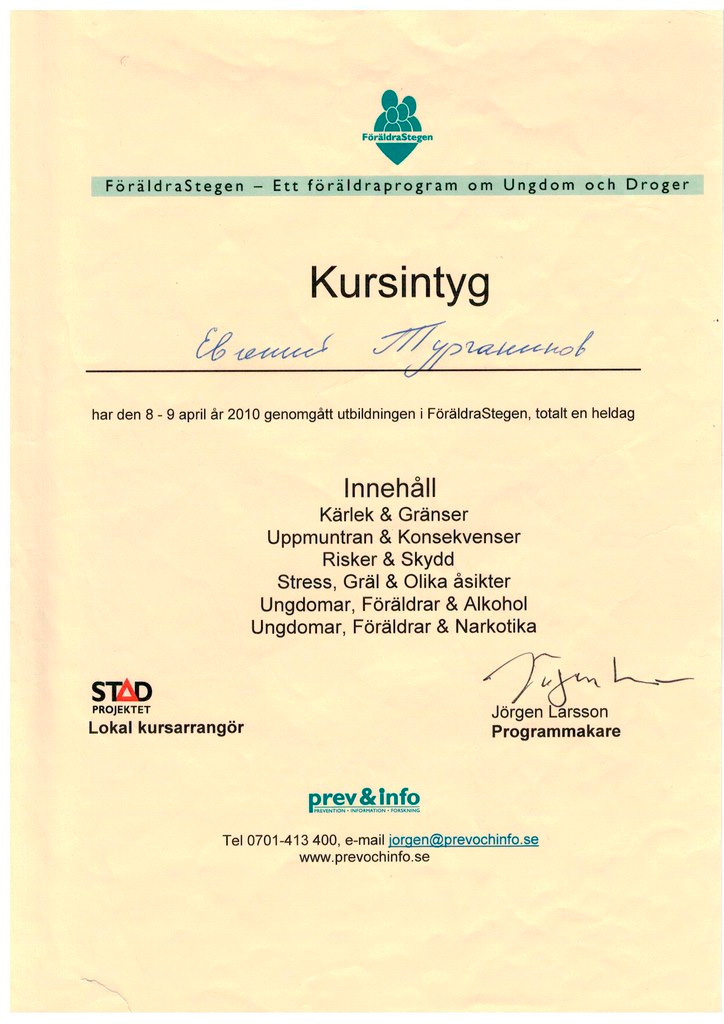 FöräldraStegen
FöräldraStegen – Ett föräldraprogram om Ungdom och Droger
Kursintyg
Евгений Турганинов
har den 8 - 9 april år 2010 genomgått utbildningen i FöräldraStegen, totalt en heldag
Innehåll
Kärlek & Gränser
Uppmuntran & Konsekvenser
Risker & Skydd
Stress, Gräl & Olika åsikter
Ungdomar, Föräldrar & Alkohol
Ungdomar, Föräldrar & Narkotika
STAD
PROJEKTET
Lokal kursarrangör
Jörgen Larsson
Programmakare
prev&info
PREVENTION • INFORMATION • FORSKNING
Tel 0701-413 400, e-mail jorgen@prevochinfo.se
www.prevochinfo.se